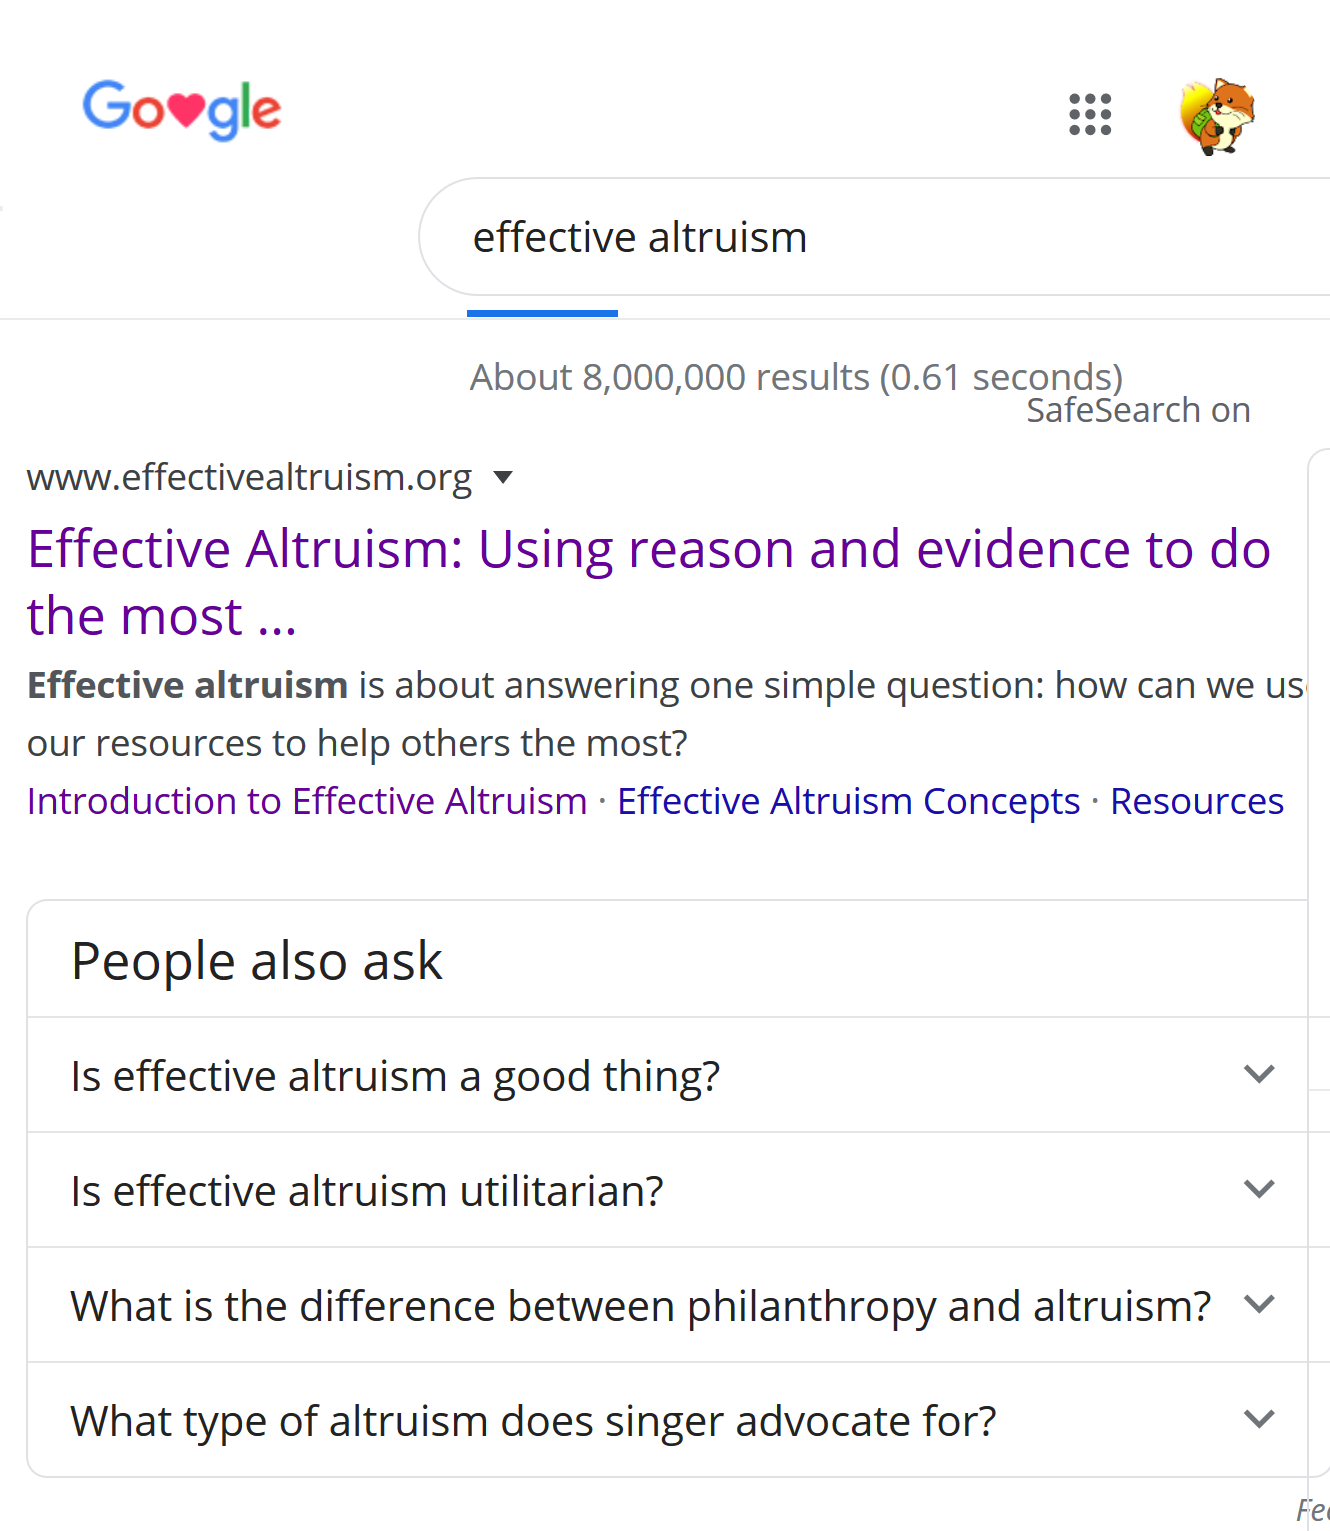 Go♥gle
effective altruism
About 8,000,000 results (0.61 seconds)
SafeSearch on
www.effectivealtruism.org
Effective Altruism: Using reason and evidence to do
the most ...
Effective altruism is about answering one simple question: how can we use
our resources to help others the most?
Introduction to Effective Altruism · Effective Altruism Concepts · Resources
People also ask
Is effective altruism a good thing?
Is effective altruism utilitarian?
What is the difference between philanthropy and altruism?
What type of altruism does singer advocate for?